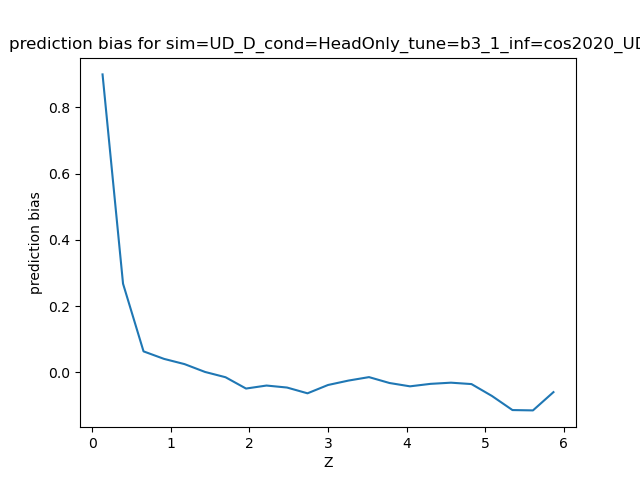 prediction bias for sim=UD_D_cond=HeadOnly_tune=b3_1_inf=cos2020_UD
prediction bias
0.8
0.6
0.4
0.2
0.0
0 1 2 3 4 5 6
Z